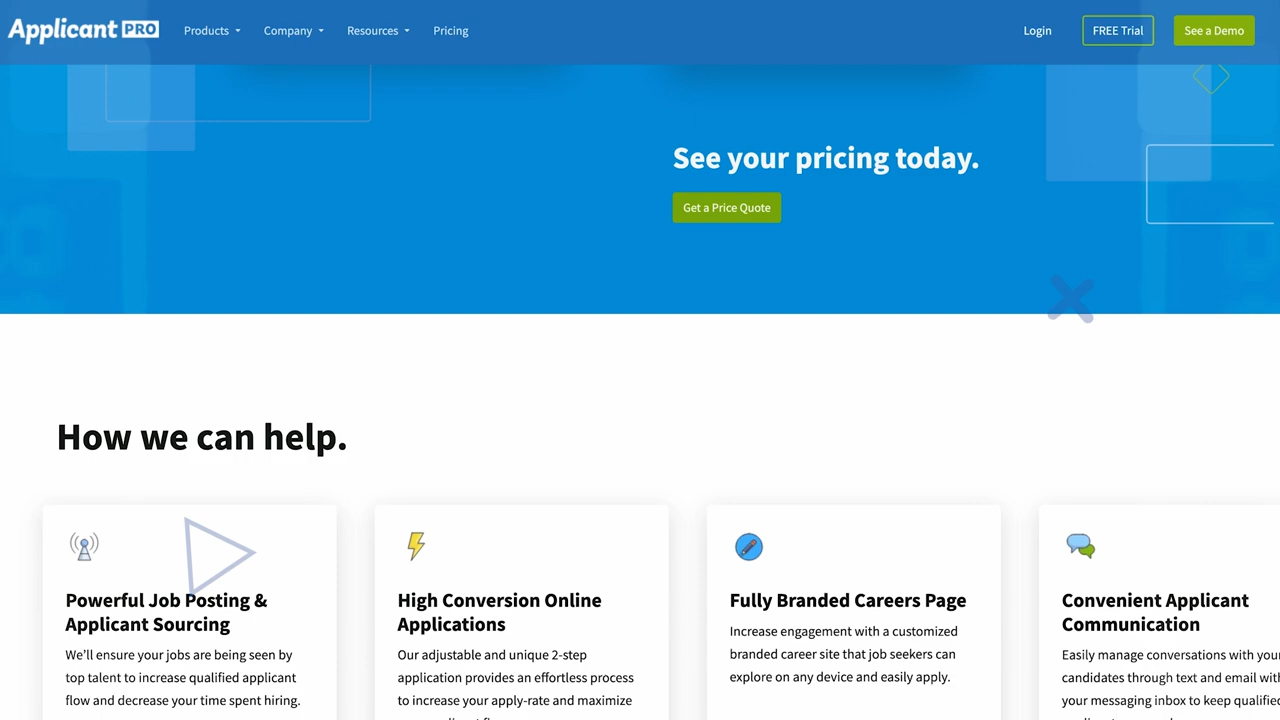 Applicant PRO
Products
Company
Resources
Pricing
Login
FREE Trial
See a Demo
See your pricing today.
Get a Price Quote
How we can help.
Powerful Job Posting &
Applicant Sourcing
We’ll ensure your jobs are being seen by
top talent to increase qualified applicant
flow and decrease your time spent hiring.
High Conversion Online
Applications
Our adjustable and unique 2-step
application provides an effortless process
to increase your apply-rate and maximize
Fully Branded Careers Page
Increase engagement with a customized
branded career site that job seekers can
explore on any device and easily apply.
Convenient Applicant
Communication
Easily manage conversations with your
candidates through text and email with
your messaging inbox to keep qualified